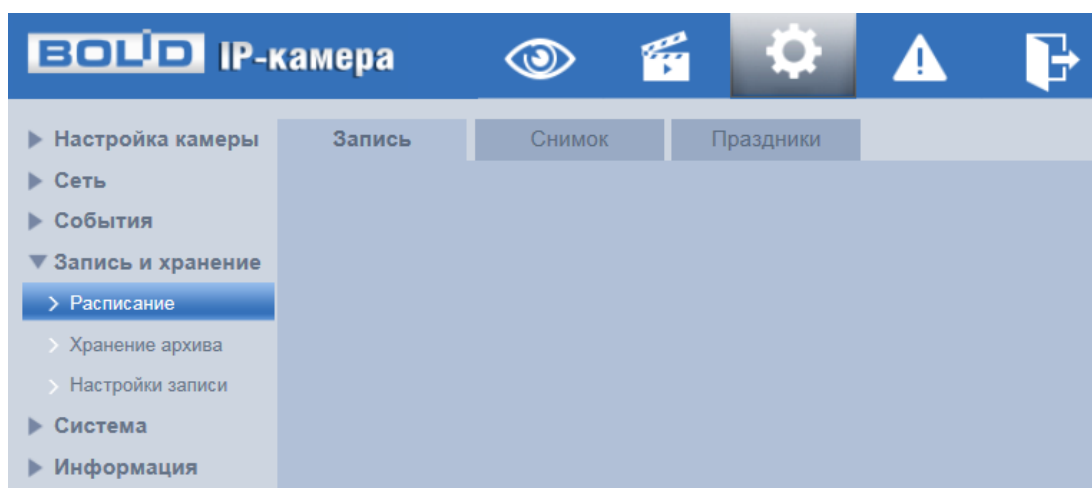 BOLID IP-камера
Настройка камеры
Сеть
События
Запись и хранение
Расписание
Хранение архива
Настройки записи
Система
Информация
Запись Снимок Праздники